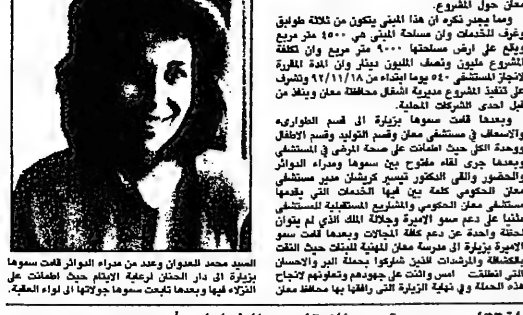 معان حول المشروع.
ومما يجدر ذكره ان هذا المبنى يتكون من ثلاثة طوابق
وغرف للخدمات وان مساحة المبنى هي ٤٥٠٠ متر مربع
ويقع على ارض مساحتها ٩٠٠٠ متر مربع وان تكلفة
المشروع مليون ونصف المليون دينار وان المدة المقررة
لانجاز المستشفى ٥٤٠ يوما ابتداء من ٩٢/١١/١٨ وتشرف
على تنفيذ المشروع مديرية اشغال محافظة معان وينفذ من
قبل احدى الشركات المحلية.
وبعدها قامت سموها بزيارة الى قسم الطوارىء
والاسعاف في مستشفى معان وقسم التوليد وقسم الاطفال
ووحدة الكلى حيث اطمانت على صحة المرضى في المستشفى
وبعدها جرى لقاء مفتوح بين سموها ومدراء الدوائر
والحضور والقى الدكتور تيسير كريشان مدير مستشفى
معان الحكومي كلمة بين فيها الخدمات التي يقدمها
مستشفى معان الحكومي والمشاريع المستقبلية للمستشفى
مثنيا على دعم سمو الاميرة وجلالة الملك الذي لم يتوان
لحظة واحدة عن دعم كافة المجالات وبعدها قامت سمو
الاميرة بزيارة الى مدرسة معان المهنية للبنات حيث التقت
بالكشافة والمرشدات الذين شاركوا بحملة البر والاحسان
التي انطلقت امس واثنت على جهودهم وتعاونهم لانجاح
هذه الحملة وفي نهاية الزيارة التي رافقها بها محافظ معان
السيد محمد العدوان وعدد من مدراء الدوائر قامت سموها
بزيارة الى دار الحنان لرعاية الايتام حيث اطمانت على
النزلاء فيها وبعدها تابعت سموها جولاتها الى لواء العقبة.